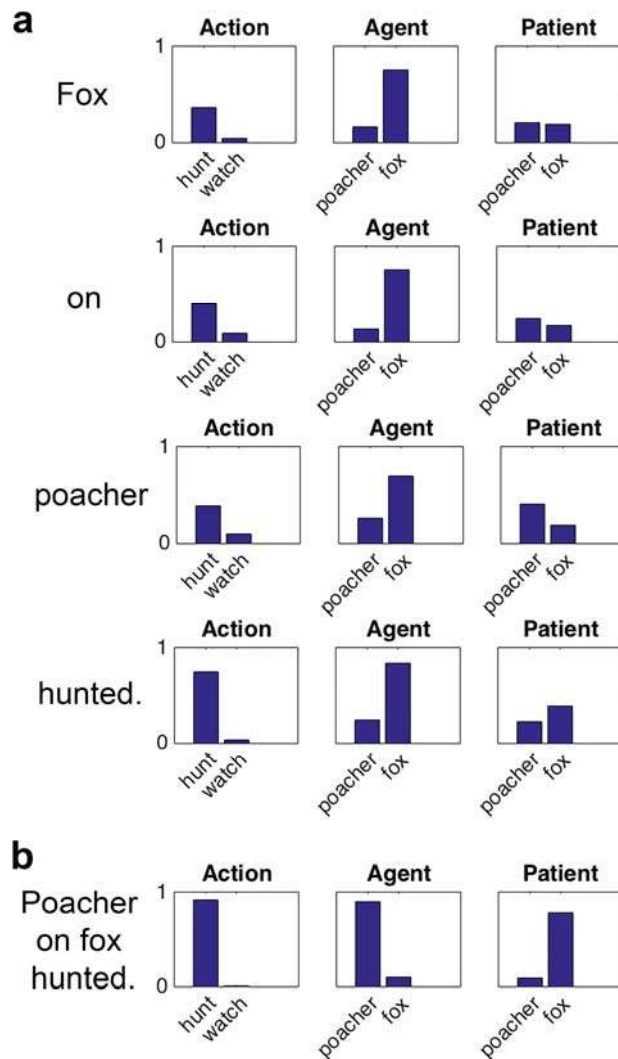 a
Action Agent Patient
Fox
1
0
hunt watch poacher fox poacher fox
Action Agent Patient
on
1
0
hunt watch poacher fox poacher fox
Action Agent Patient
poacher
1
0
hunt watch poacher fox poacher fox
Action Agent Patient
hunted.
1
0
hunt watch poacher fox poacher fox
b
Action Agent Patient
Poacher
on fox
hunted.
1
0
hunt watch poacher fox poacher fox